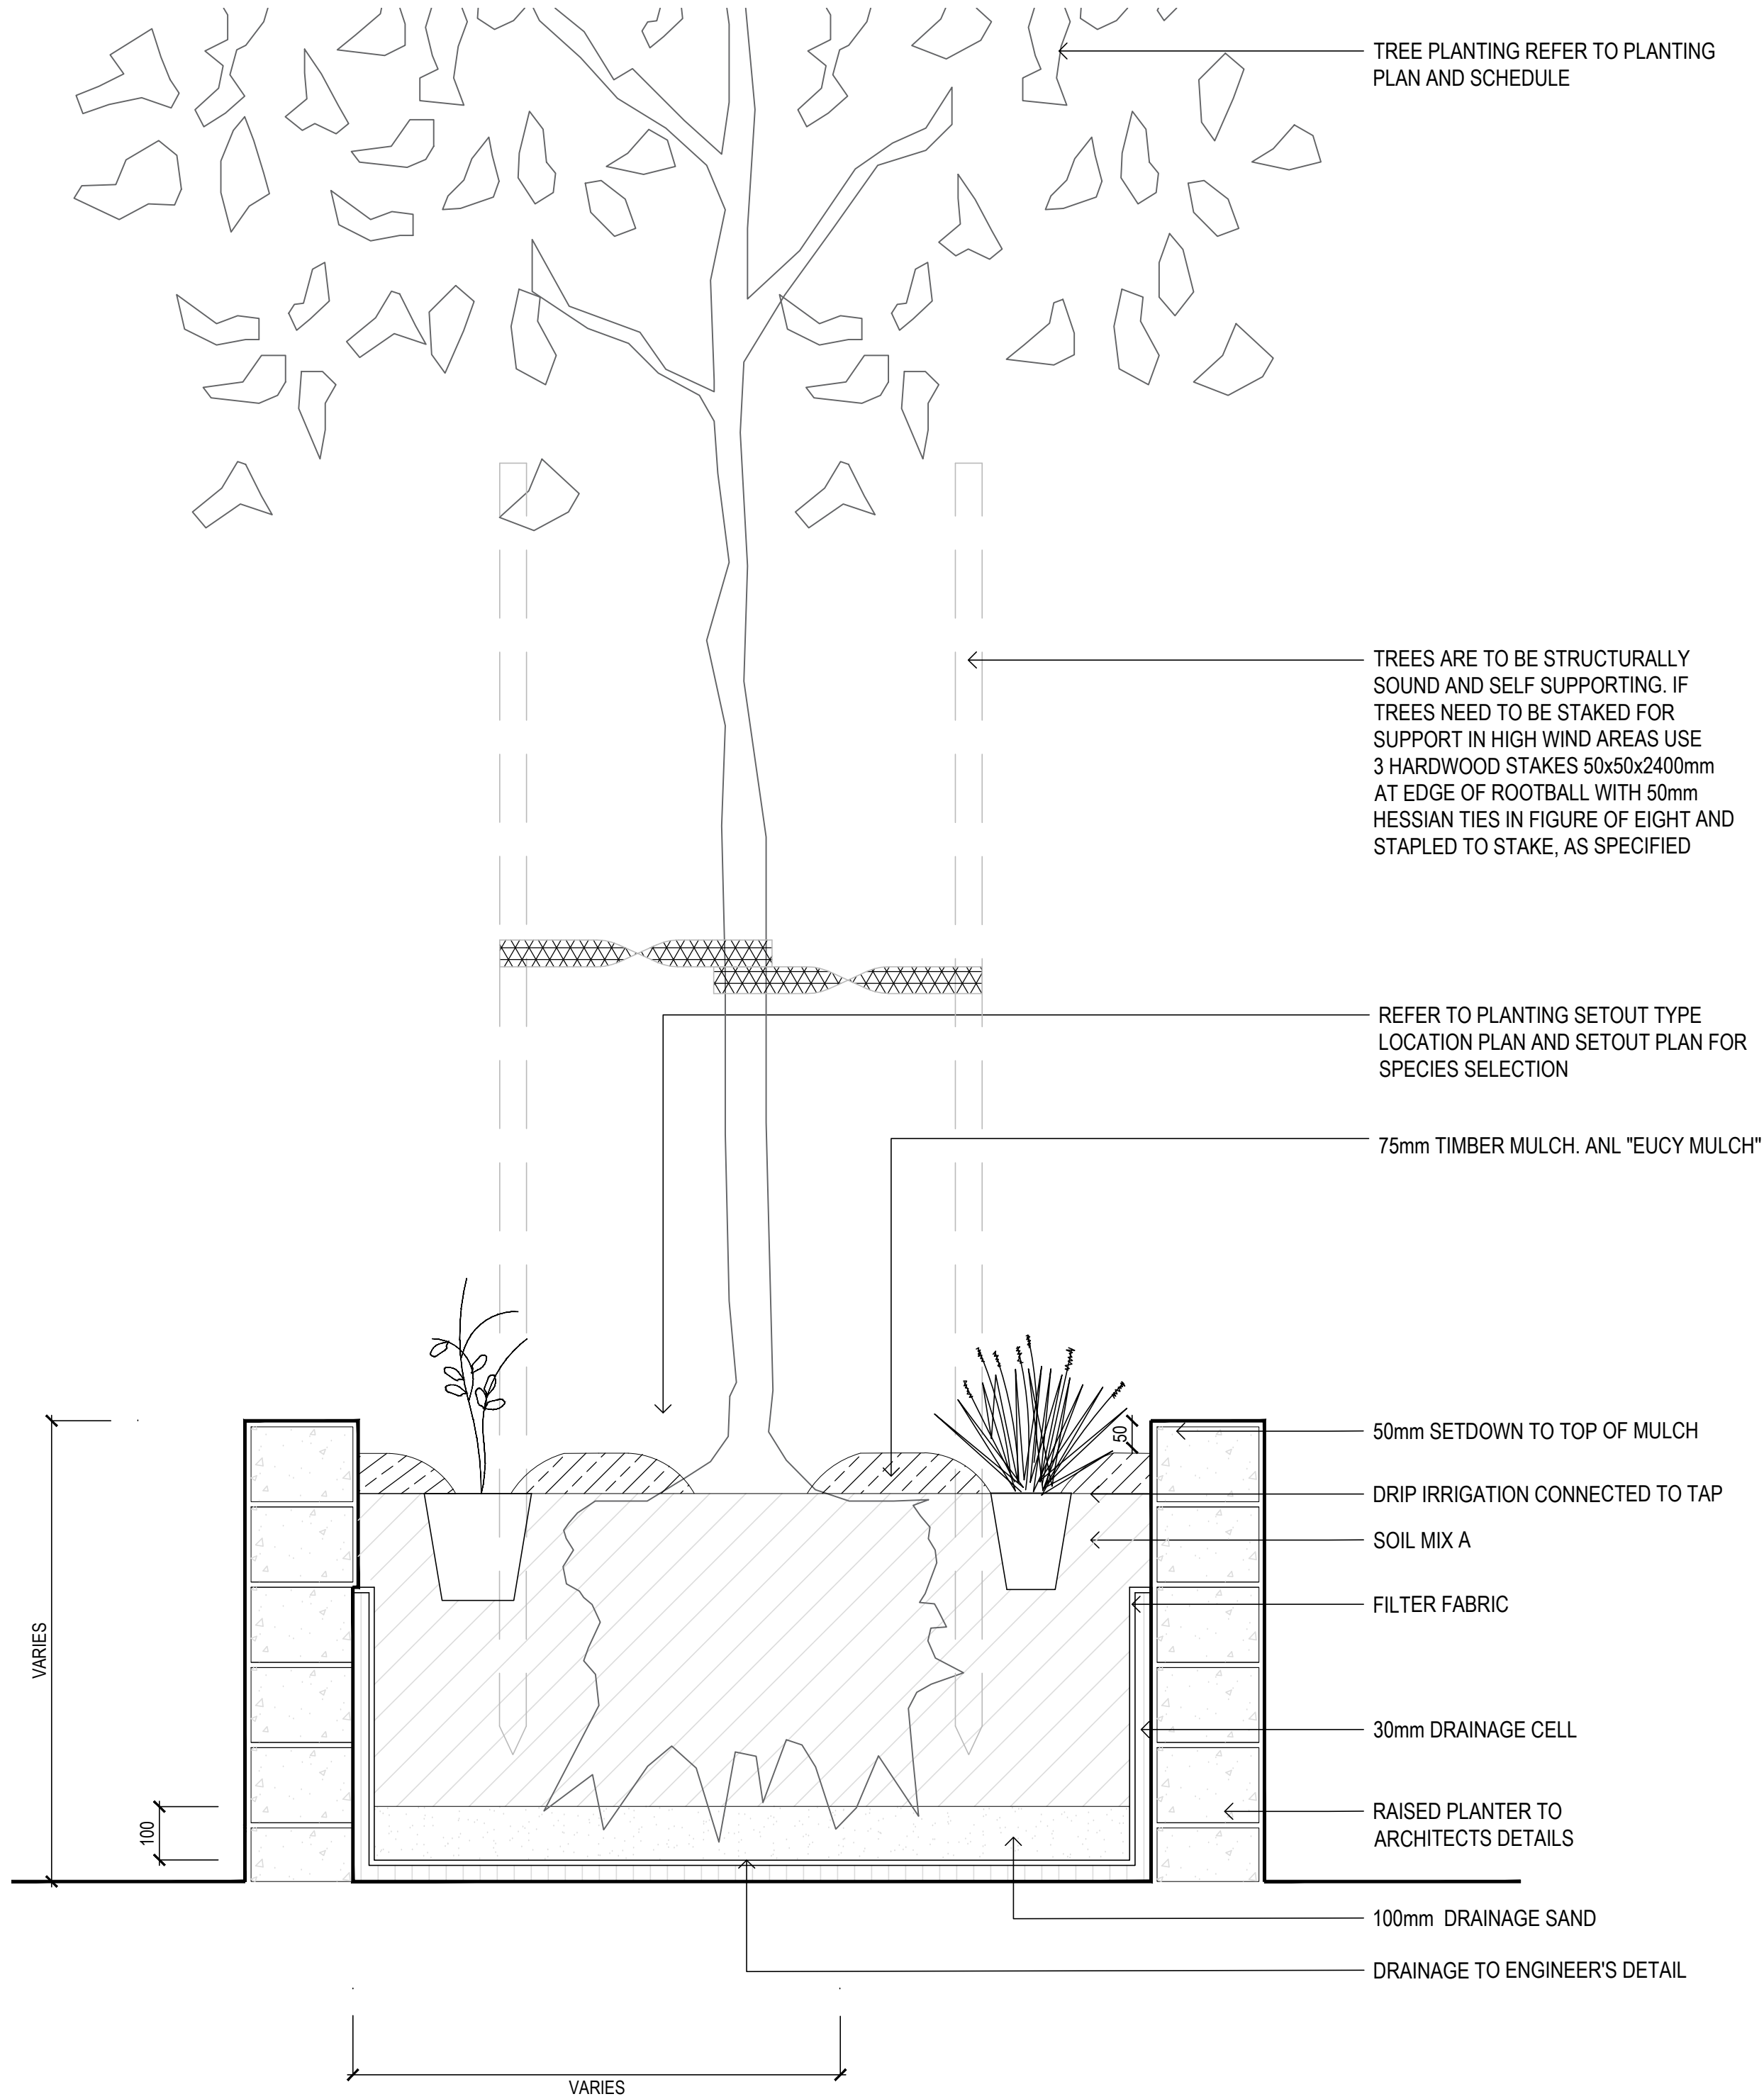 TREE PLANTING REFER TO PLANTING
PLAN AND SCHEDULE
TREES ARE TO BE STRUCTURALLY
SOUND AND SELF SUPPORTING. IF
TREES NEED TO BE STAKED FOR
SUPPORT IN HIGH WIND AREAS USE
3 HARDWOOD STAKES 50x50x2400mm
AT EDGE OF ROOTBALL WITH 50mm
HESSIAN TIES IN FIGURE OF EIGHT AND
STAPLED TO STAKE, AS SPECIFIED
REFER TO PLANTING SETOUT TYPE
LOCATION PLAN AND SETOUT PLAN FOR
SPECIES SELECTION
75mm TIMBER MULCH. ANL "EUCY MULCH"
50
50mm SETDOWN TO TOP OF MULCH
DRIP IRRIGATION CONNECTED TO TAP
SOIL MIX A
FILTER FABRIC
VARIES
30mm DRAINAGE CELL
100
RAISED PLANTER TO
ARCHITECTS DETAILS
100mm DRAINAGE SAND
DRAINAGE TO ENGINEER'S DETAIL
VARIES